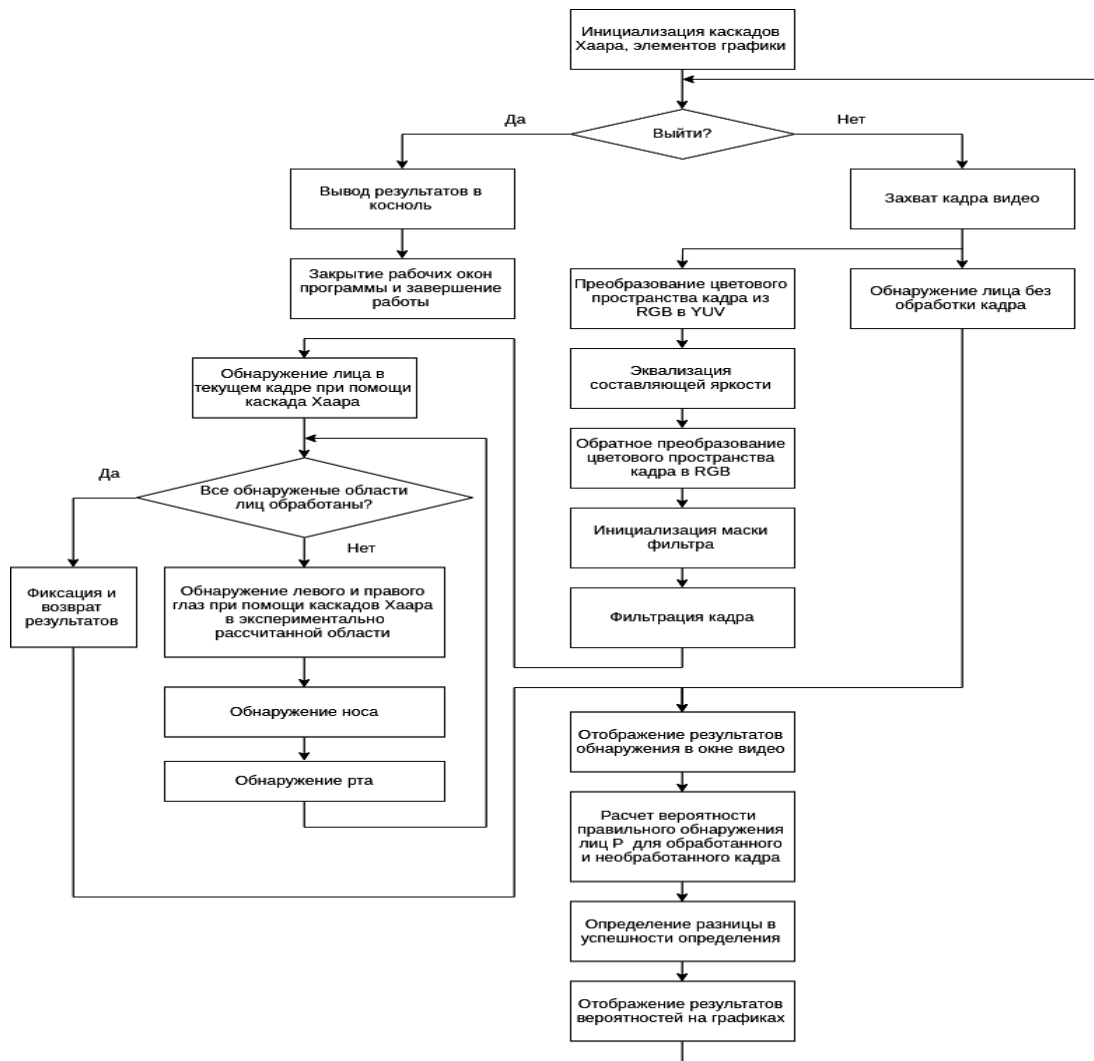 Инициализация каскадов
Хаара, элементов графики
Да
Выйти?
Нет
Вывод результатов в
косноль
Захват кадра видео
Закрытие рабочих окон
программы и завершение
работы
Преобразование цветового
пространства кадра из
RGB в YUV
Обнаружение лица без
обработки кадра
Обнаружение лица в
текущем кадре при помощи
каскада Хаара
Эквализация
составляющей яркости
Обратное преобразование
цветового пространства
кадра в RGB
Да
Все обнаруженые области
лиц обработаны?
Нет
Инициализация маски
фильтра
Фиксация и
возврат
результатов
Обнаружение левого и правого
глаз при помощи каскадов Хаара
в экспериментально
рассчитанной области
Фильтрация кадра
Обнаружение носа
Отображение результатов
обнаружения в окне видео
Обнаружение рта
Расчет вероятности
правильного обнаружения
лиц P для обработанного
и необработанного кадра
Определение разницы в
успешности определения
Отображение результатов
вероятностей на графиках